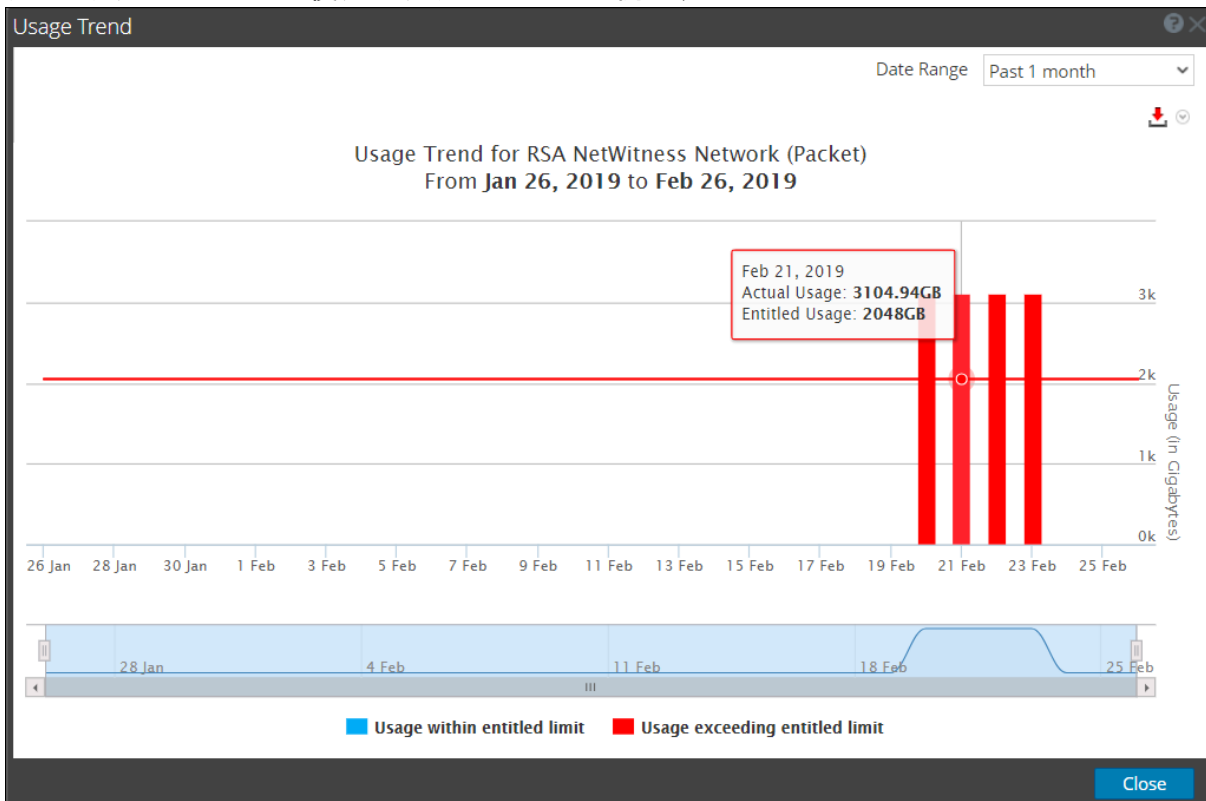 Usage Trend
Date Range Past 1 month
Usage Trend for RSA NetWitness Network (Packet)
From Jan 26, 2019 to Feb 26, 2019
Feb 21, 2019
Actual Usage: 3104.94GB
Entitled Usage: 2048GB
3k
2k
1k
0k
Usage (In Gigabytes)
26 Jan 28 Jan 30 Jan 1 Feb 3 Feb 5 Feb 7 Feb 9 Feb 11 Feb 13 Feb 15 Feb 17 Feb 19 Feb 21 Feb 23 Feb 25 Feb
28 Jan 4 Feb 11 Feb 18 Feb 25 Feb
Usage within entitled limit Usage exceeding entitled limit
Close